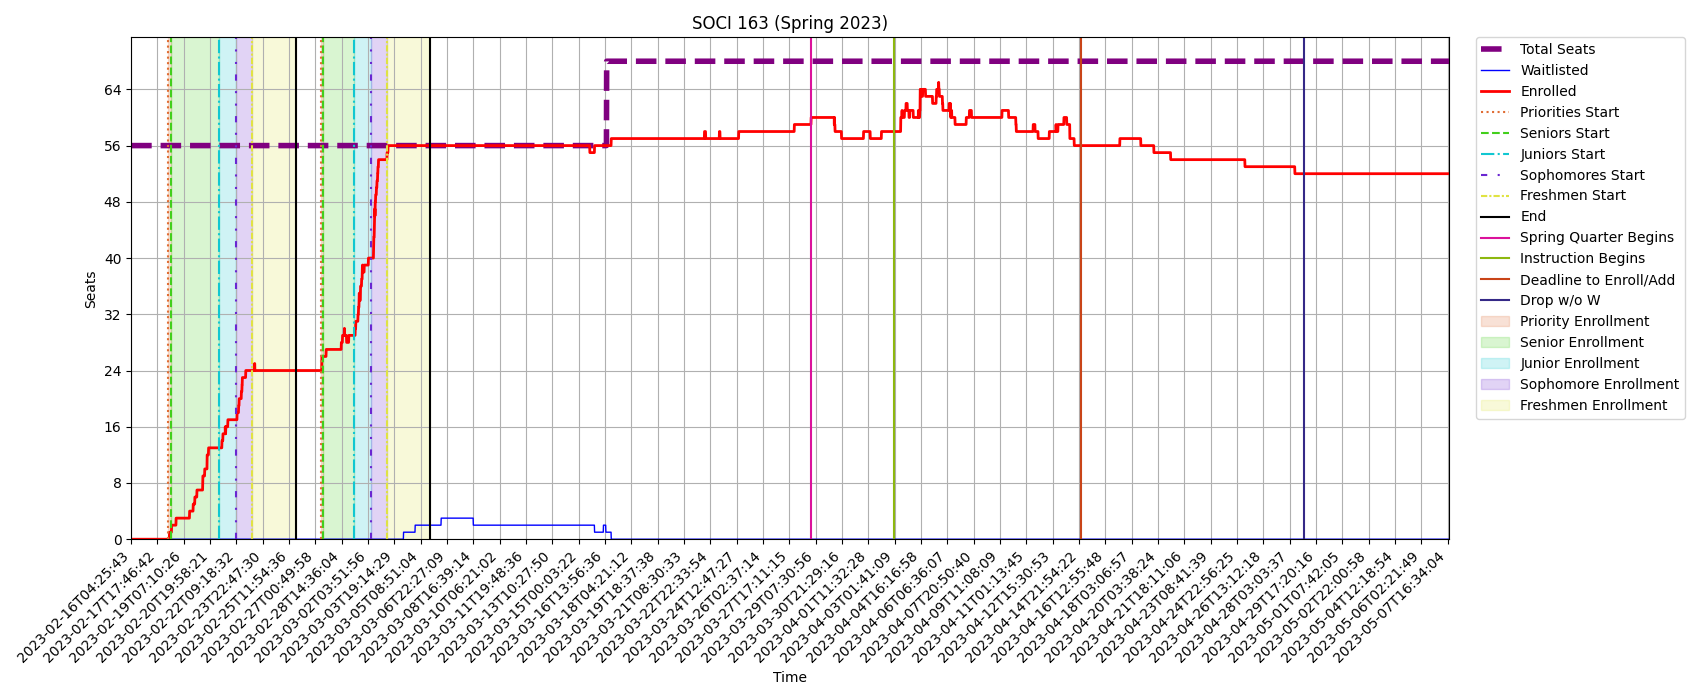 SOCI 163 (Spring 2023)
Seats
64
56
48
40
32
24
16
8
0
2023-02-16T04:25:43
2023-02-17T17:46:42
2023-02-19T07:10:26
2023-02-20T19:58:21
2023-02-22T09:18:32
2023-02-23T22:47:30
2023-02-25T11:54:36
2023-02-27T00:49:58
2023-02-28T14:36:04
2023-03-02T03:51:56
2023-03-03T19:14:29
2023-03-05T08:51:04
2023-03-06T22:27:09
2023-03-08T16:39:14
2023-03-10T06:21:02
2023-03-11T19:48:36
2023-03-13T10:27:50
2023-03-15T00:03:22
2023-03-16T13:56:36
2023-03-18T04:21:12
2023-03-19T18:37:38
2023-03-21T08:30:33
2023-03-22T22:33:54
2023-03-24T12:47:27
2023-03-26T02:37:14
2023-03-27T17:11:15
2023-03-29T07:30:56
2023-03-30T21:29:16
2023-04-01T11:32:28
2023-04-03T01:41:09
2023-04-04T16:16:58
2023-04-06T06:36:07
2023-04-07T20:50:40
2023-04-09T11:08:09
2023-04-11T01:13:45
2023-04-12T15:30:53
2023-04-14T21:54:22
2023-04-16T12:55:48
2023-04-18T03:06:57
2023-04-20T03:38:24
2023-04-21T18:11:06
2023-04-23T08:41:39
2023-04-24T22:56:25
2023-04-26T13:12:18
2023-04-28T03:03:37
2023-04-29T17:20:16
2023-05-01T07:42:05
2023-05-02T22:00:58
2023-05-04T12:18:54
2023-05-06T02:21:49
2023-05-07T16:34:04
Time
Total Seats
Waitlisted
Enrolled
Priorities Start
Seniors Start
Juniors Start
Sophomores Start
Freshmen Start
End
Spring Quarter Begins
Instruction Begins
Deadline to Enroll/Add
Drop w/o W
Priority Enrollment
Senior Enrollment
Junior Enrollment
Sophomore Enrollment
Freshmen Enrollment